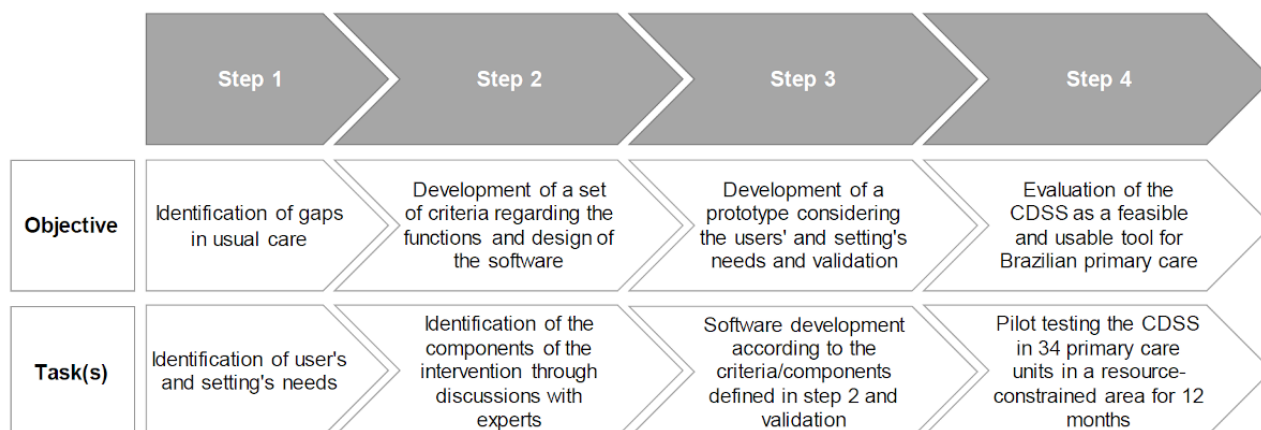 Step 1
Step 2
Step 3
Step 4
Objective
Identification of gaps
in usual care
Development of a set
of criteria regarding the
functions and design of
the software
Development of a
prototype considering
the users' and setting's
needs and validation
Evaluation of the
CDSS as a feasible
and usable tool for
Brazilian primary care
Task(s)
Identification of user's
and setting's needs
Identification of the
components of the
intervention through
discussions with
experts
Software development
according to the
criteria/components
defined in step 2 and
validation
Pilot testing the CDSS
in 34 primary care
units in a resource-
constrained area for 12
months